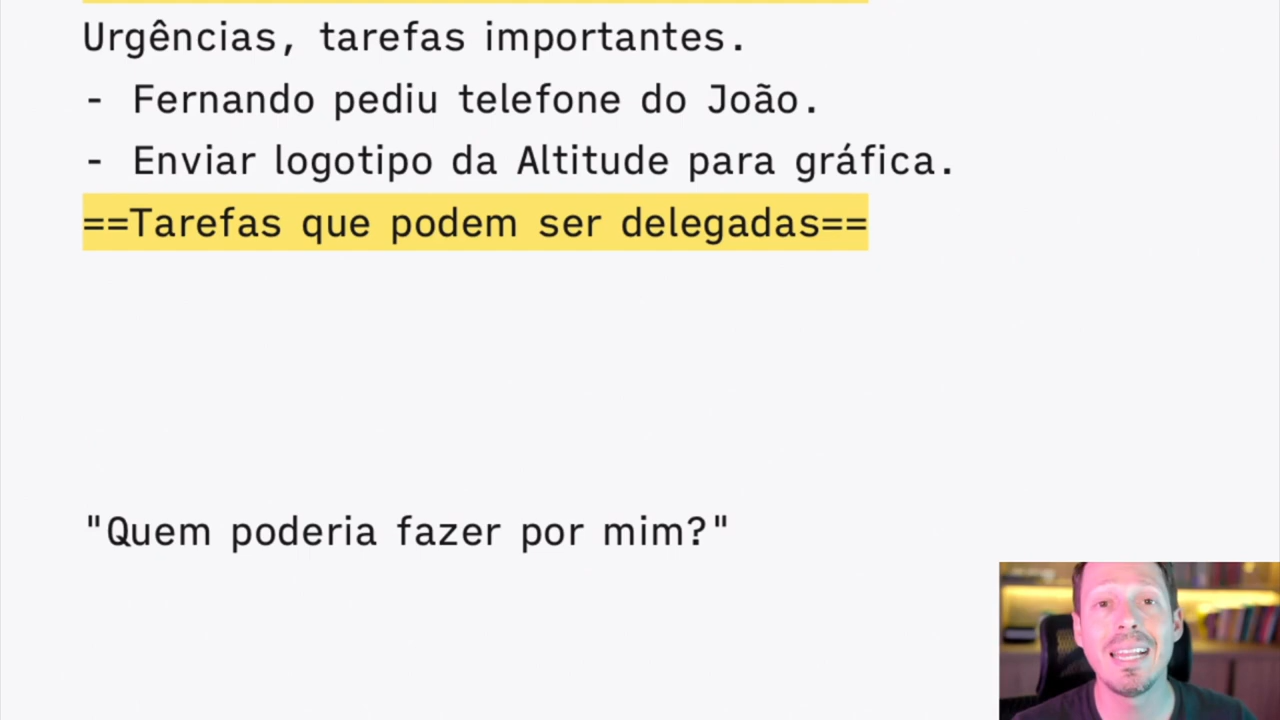 Urgências, tarefas importantes.
- Fernando pediu telefone do João.
- Enviar logotipo da Altitude para gráfica.
==Tarefas que podem ser delegadas==
"Quem poderia fazer por mim?"